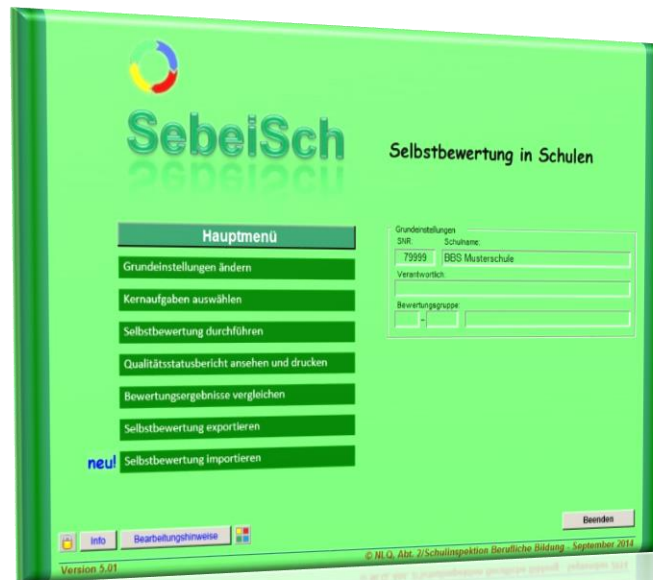 SebeiSch
Selbstbewertung in Schulen
Hauptmenü
Grundeinstellungen ändern
Kernaufgaben auswählen
Selbstbewertung durchführen
Qualitätsstatusbericht ansehen und drucken
Bewertungsergebnisse vergleichen
Selbstbewertung exportieren
neu! Selbstbewertung importieren
Grundeinstellungen
SNR: Schulname:
79999 BBS Musterschule
Verantwortlich:
Bewertungsgruppe:
-
Beenden
Info Bearbeitungshinweise
Version 5.01
© NLQ, Abt. 2/Schulinspektion Berufliche Bildung - September 2014